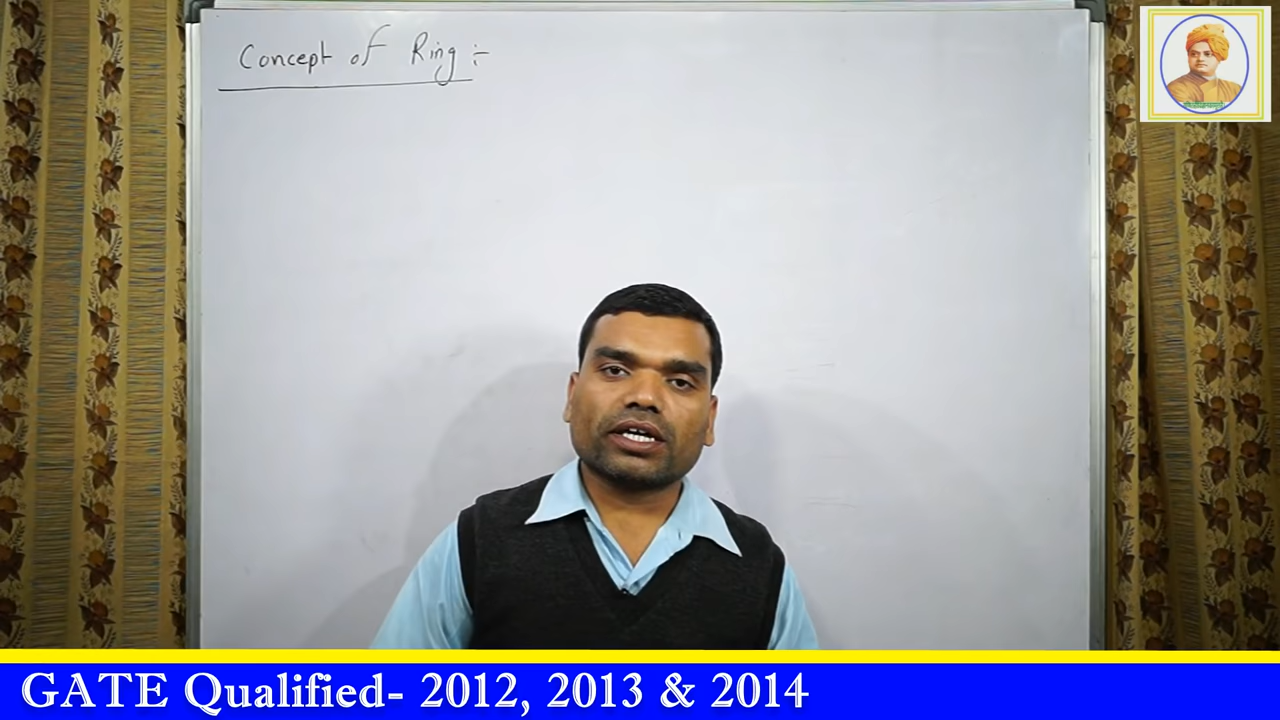 Concept of Ring :-
GATE Qualified- 2012, 2013 & 2014